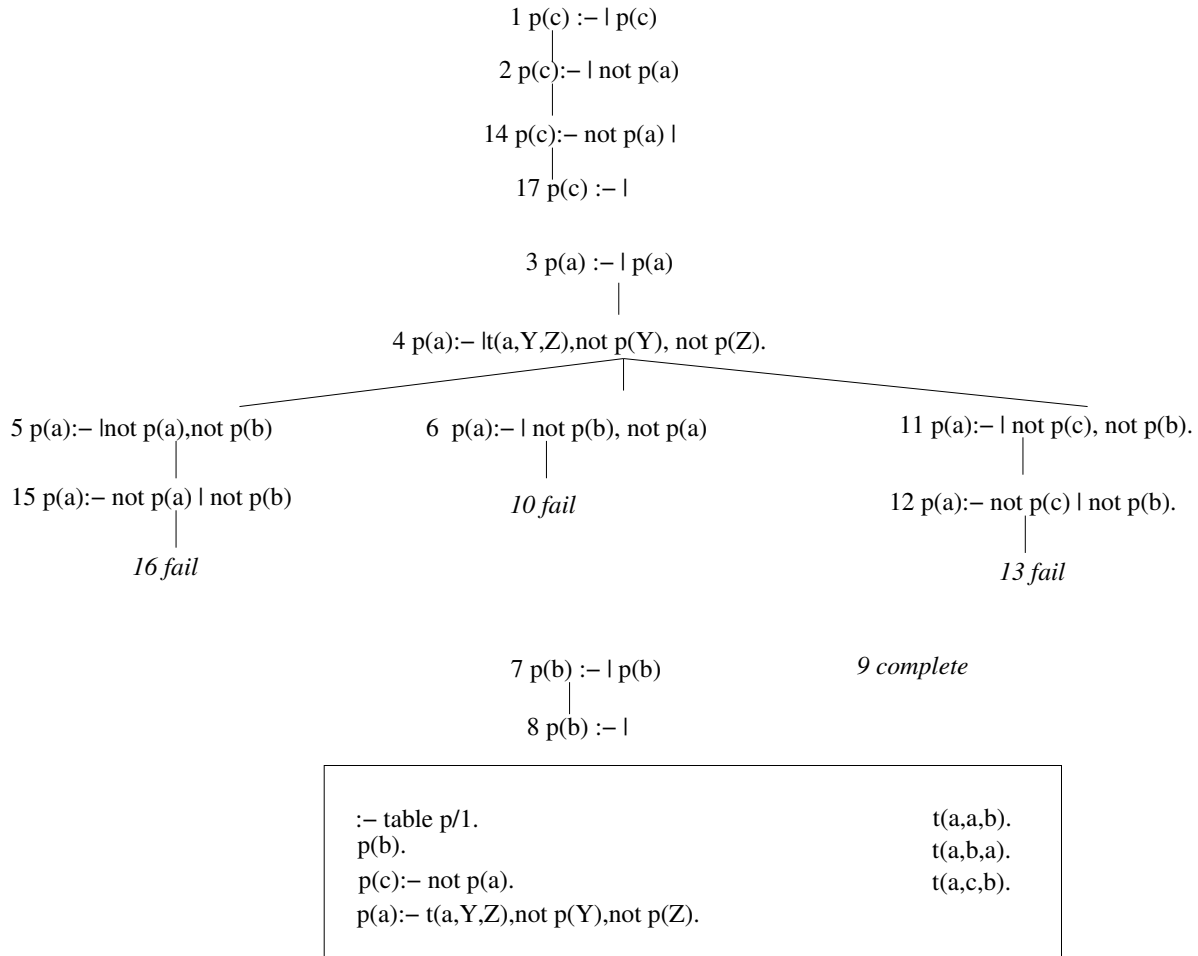 1 p(c) :− | p(c)
2 p(c):− | not p(a)
14 p(c):− not p(a) |
17 p(c) :− |
3 p(a) :− | p(a)
4 p(a):− |t(a,Y,Z),not p(Y), not p(Z).
5 p(a):− |not p(a),not p(b)
6 p(a):− | not p(b), not p(a)
11 p(a):− | not p(c), not p(b).
15 p(a):− not p(a) | not p(b)
10 fail
12 p(a):− not p(c) | not p(b).
16 fail
13 fail
7 p(b) :− | p(b)
9 complete
8 p(b) :− |
:− table p/1.
p(b).
p(c):− not p(a).
p(a):− t(a,Y,Z),not p(Y),not p(Z).
t(a,a,b).
t(a,b,a).
t(a,c,b).